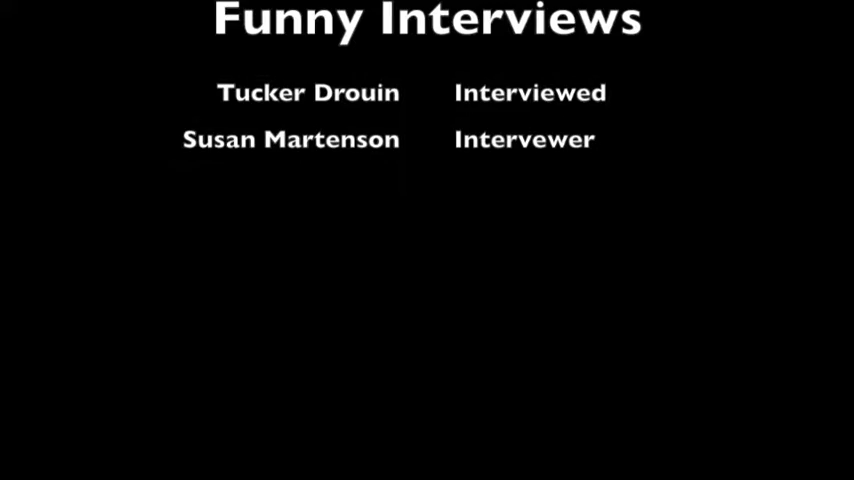 Funny Interviews
Tucker Drouin Interviewed
Susan Martenson Intervewer